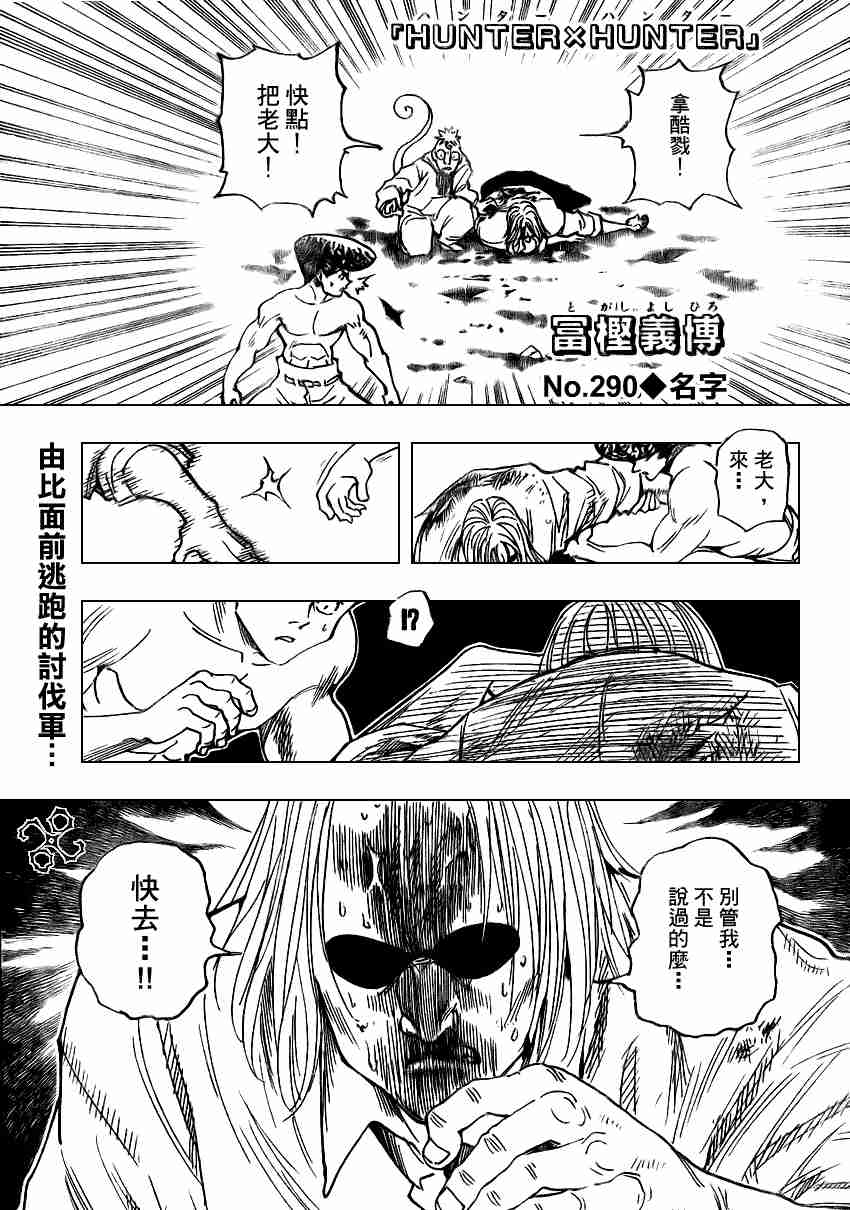 ハンター ハンター
『HUNTER×HUNTER』
拿酷戮！
快點！
把老大！
とがし よしひろ
冨樫義博
No.290◆名字
老大，
來…
由比面前逃跑的討伐軍…
!?
別管我…
不是
說過的麼…
快去…!!